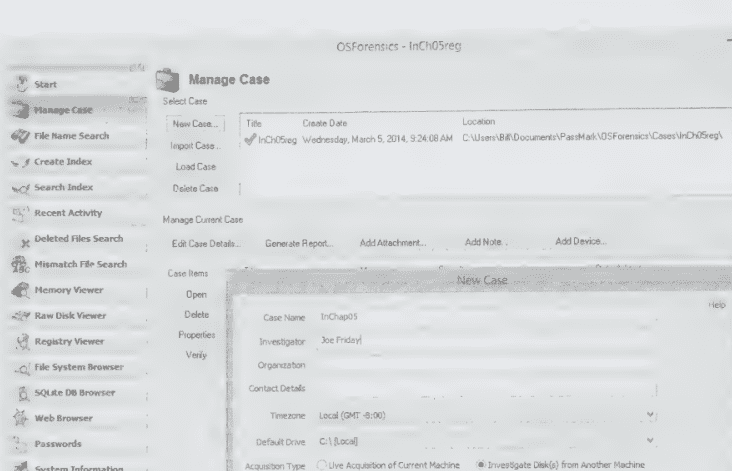 OSForensics - InCh05reg
Start
Manage Case
File Name Search
Create Index
Search Index
Recent Activity
Deleted Files Search
Mismatch File Search
Memory Viewer
Raw Disk Viewer
Registry Viewer
File System Browser
SQLite DB Browser
Web Browser
Passwords
System Information
Manage Case
Select Case
New Case...
Import Case...
Load Case
Delete Case
Title Create Date Location
InCh05reg Wednesday, March 5, 2014, 9:24:08 AM C:\Users\Bill\Documents\PassMark\OSForensics\Cases\InCh05reg\
Manage Current Case
Edit Case Details... Generate Report... Add Attachment... Add Note... Add Device...
Case Items
Open
Delete
Properties
Verify
New Case
Help
Case Name InChap05
Investigator Joe Friday
Organization
Contact Details
Timezone Local (GMT -8:00)
Default Drive C:\ [Local]
Acquisition Type Live Acquisition of Current Machine Investigate Disk(s) from Another Machine